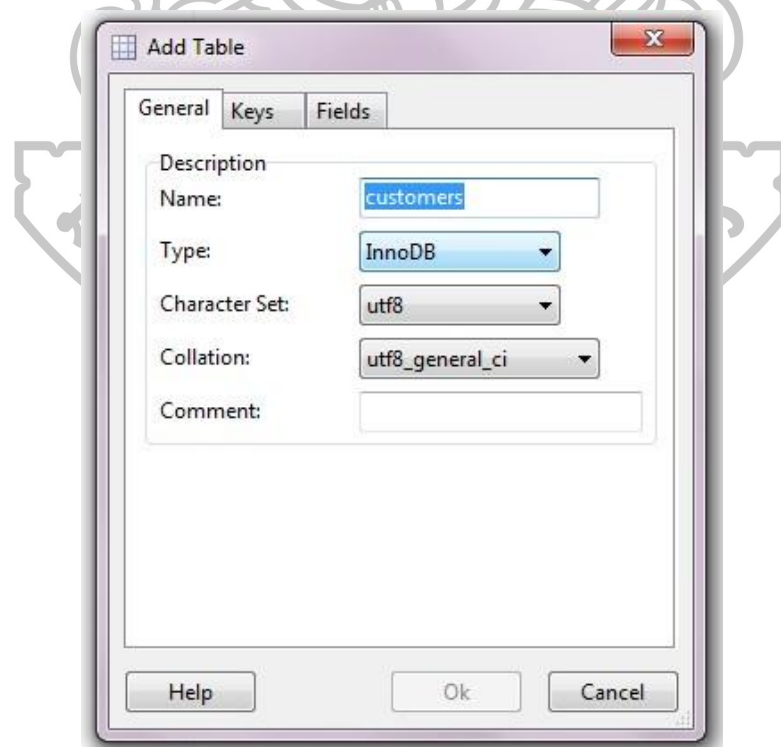 Add Table
General Keys Fields
Description
Name: customers
Type: InnoDB
Character Set: utf8
Collation: utf8_general_ci
Comment:
Help Ok Cancel